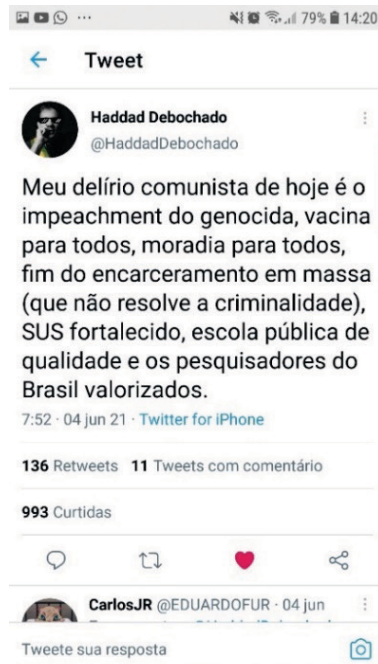 79% 14:20
Tweet
Haddad Debochado
@HaddadDebochado
Meu delírio comunista de hoje é o
impeachment do genocida, vacina
para todos, moradia para todos,
fim do encarceramento em massa
(que não resolve a criminalidade),
SUS fortalecido, escola pública de
qualidade e os pesquisadores do
Brasil valorizados.
7:52 · 04 jun 21 · Twitter for iPhone
136 Retweets 11 Tweets com comentário
993 Curtidas
CarlosJR @EDUARDOFUR · 04 jun
Tweete sua resposta